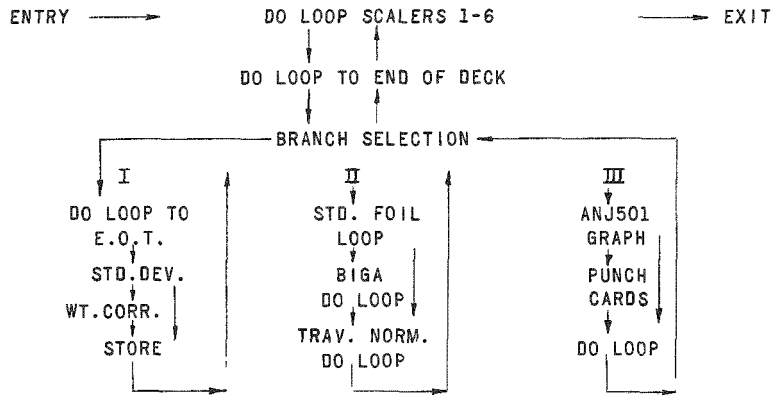 ENTRY
DO LOOP SCALERS 1-6
EXIT
DO LOOP TO END OF DECK
BRANCH SELECTION
I
DO LOOP TO
E.O.T.
STD.DEV.
WT.CORR.
STORE
II
STD. FOIL
LOOP
BIGA
DO LOOP
TRAV. NORM.
DO LOOP
III
ANJ501
GRAPH
PUNCH
CARDS
DO LOOP